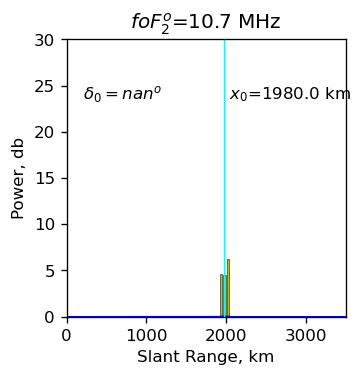 foF₂ᵒ=10.7 MHz
30
25
20
15
10
5
0
Power, db
δ₀ = nanᵒ
x₀=1980.0 km
0 1000 2000 3000
Slant Range, km